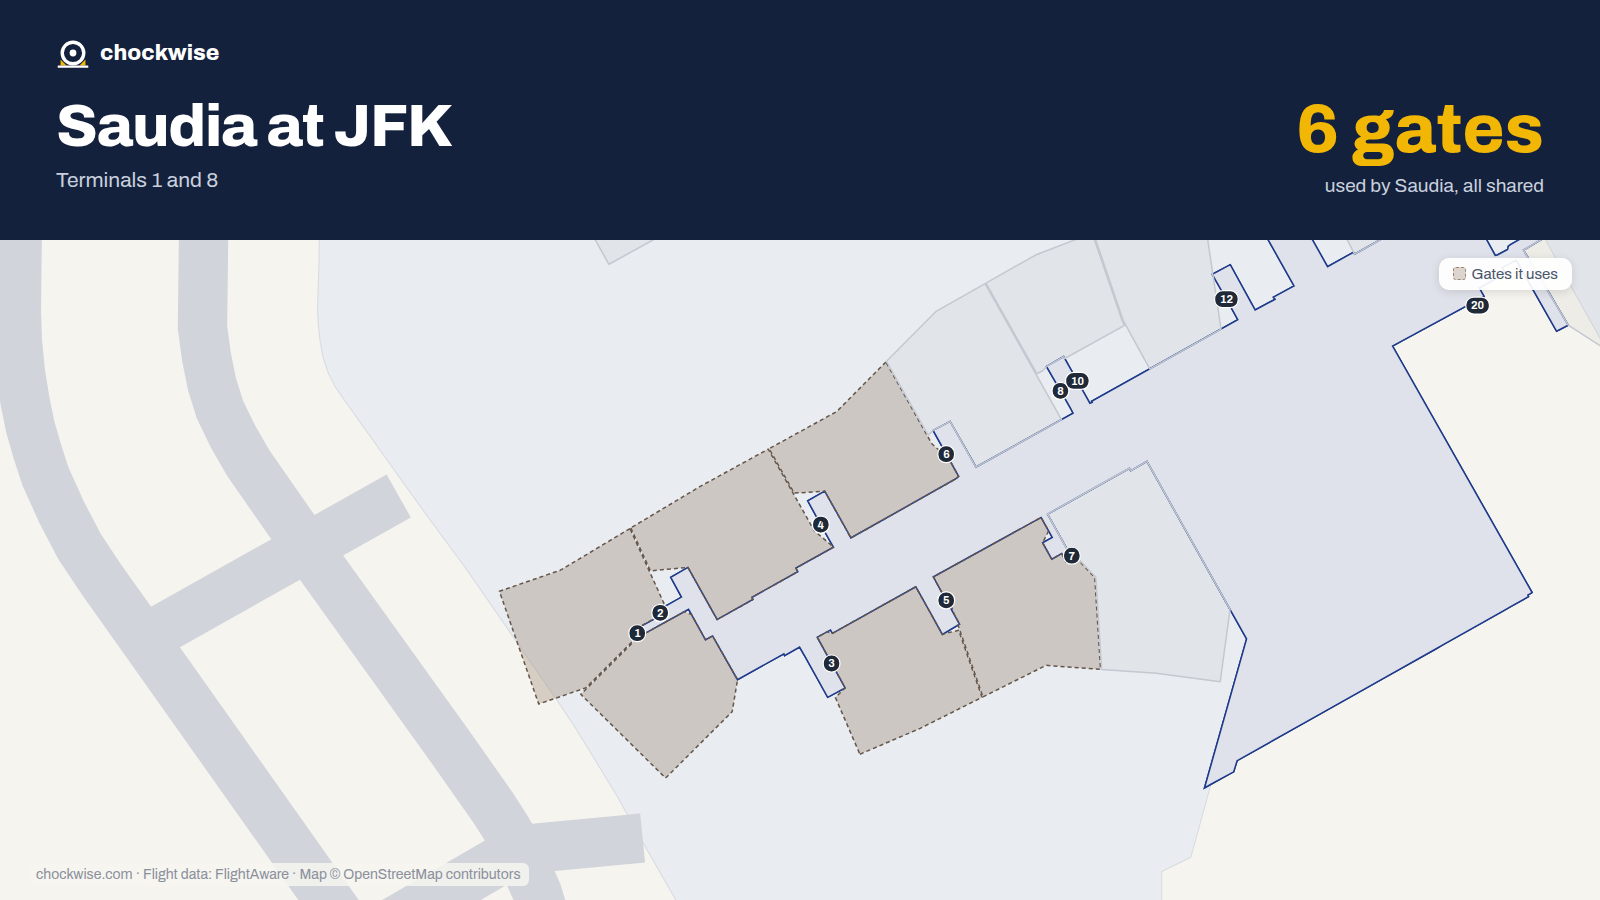 chockwise
Saudia at JFK
Terminals 1 and 8
6 gates
used by Saudia, all shared
Gates it uses
20
12
10
8
6
4
7
5
2
1
3
chockwise.com · Flight data: FlightAware · Map © OpenStreetMap contributors